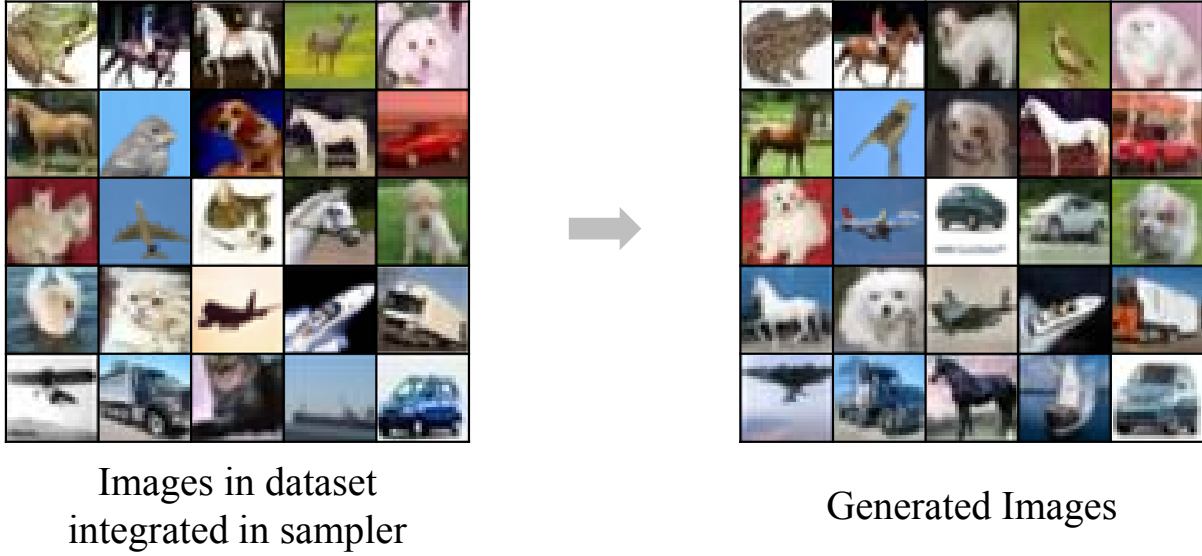 Images in dataset
integrated in sampler
Generated Images